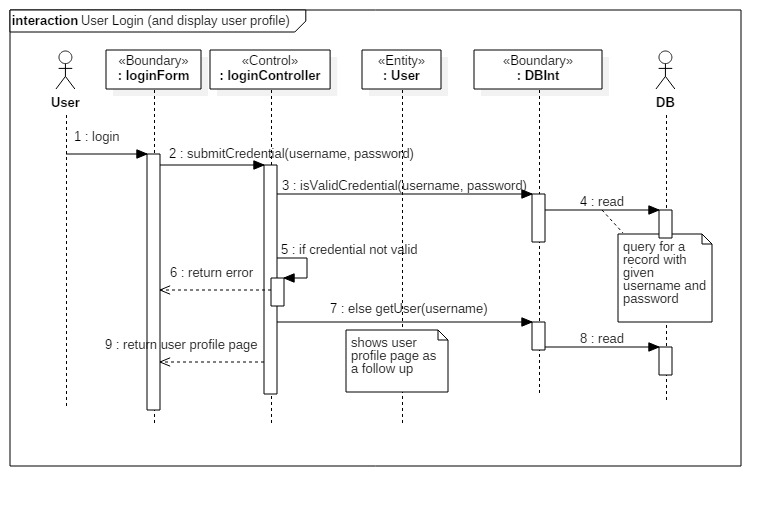 interaction User Login (and display user profile)
«Boundary»
: loginForm
«Control»
: loginController
«Entity»
: User
«Boundary»
: DBInt
User
DB
1 : login
2 : submitCredential(username, password)
3 : isValidCredential(username, password)
4 : read
query for a
record with
given
username and
password
5 : if credential not valid
6 : return error
7 : else getUser(username)
shows user
profile page as
a follow up
8 : read
9 : return user profile page